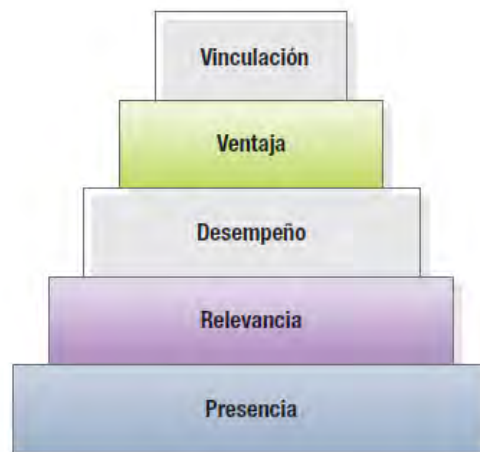 Vinculación
Ventaja
Desempeño
Relevancia
Presencia